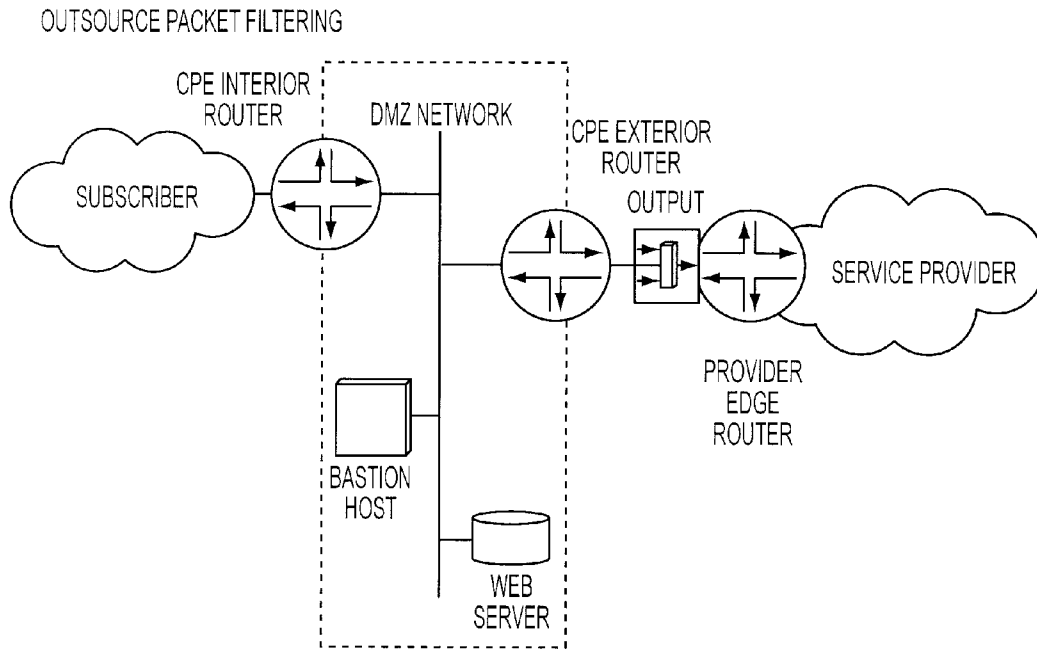 OUTSOURCE PACKET FILTERING
CPE INTERIOR
ROUTER
DMZ NETWORK
CPE EXTERIOR
ROUTER
OUTPUT
SUBSCRIBER
SERVICE PROVIDER
PROVIDER
EDGE
ROUTER
BASTION
HOST
WEB
SERVER